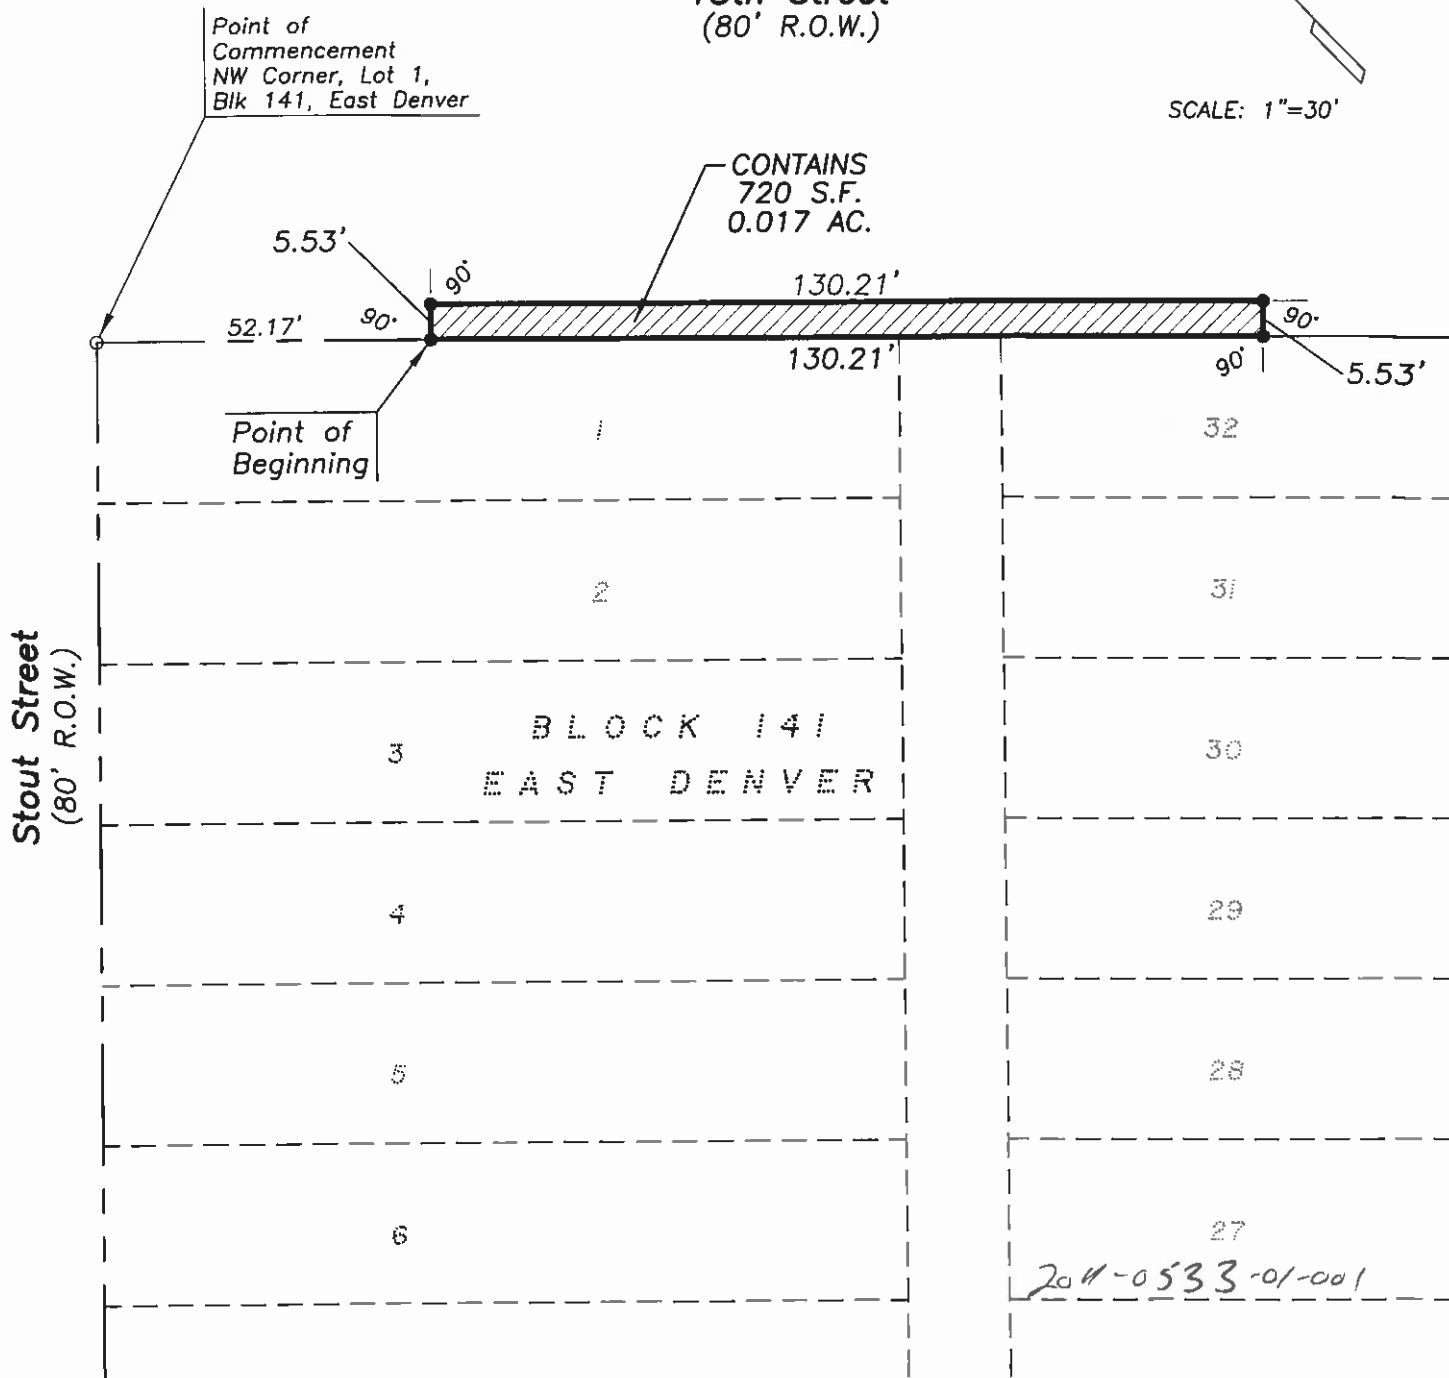 Street
(80' R.O.W.)
Point of
Commencement
NW Corner, Lot 1,
Blk 141, East Denver
SCALE: 1"=30'
CONTAINS
720 S.F.
0.017 AC.
5.53'
90°
130.21'
52.17'
90°
90°
130.21'
90°
5.53'
Point of
Beginning
1
32
2
31
Stout Street
(80' R.O.W.)
BLOCK 141
EAST DENVER
3
30
4
29
5
28
6
27
2011-0533-01-001